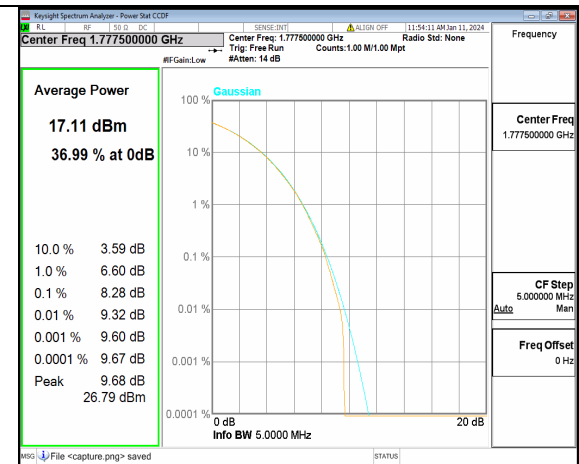 Keysight Spectrum Analyzer - Power Stat CCDF
RL RF 50 Ω DC SENSE:INT ALIGN OFF 11:54:11 AM Jan 11, 2024
Center Freq 1.777500000 GHz
Center Freq: 1.777500000 GHz Radio Std: None
Trig: Free Run Counts:1.00 M/1.00 Mpt
#IFGain:Low #Atten: 14 dB
Frequency
Average Power
17.11 dBm
36.99 % at 0dB
10.0 % 3.59 dB
1.0 % 6.60 dB
0.1 % 8.28 dB
0.01 % 9.32 dB
0.001 % 9.60 dB
0.0001 % 9.67 dB
Peak 9.68 dB
26.79 dBm
Gaussian
100 %
10 %
1 %
0.1 %
0.01 %
0.001 %
0.0001 %
0 dB 20 dB
Info BW 5.0000 MHz
Center Freq
1.777500000 GHz
CF Step
5.000000 MHz
Auto Man
Freq Offset
0 Hz
MSG File <capture.png> saved STATUS